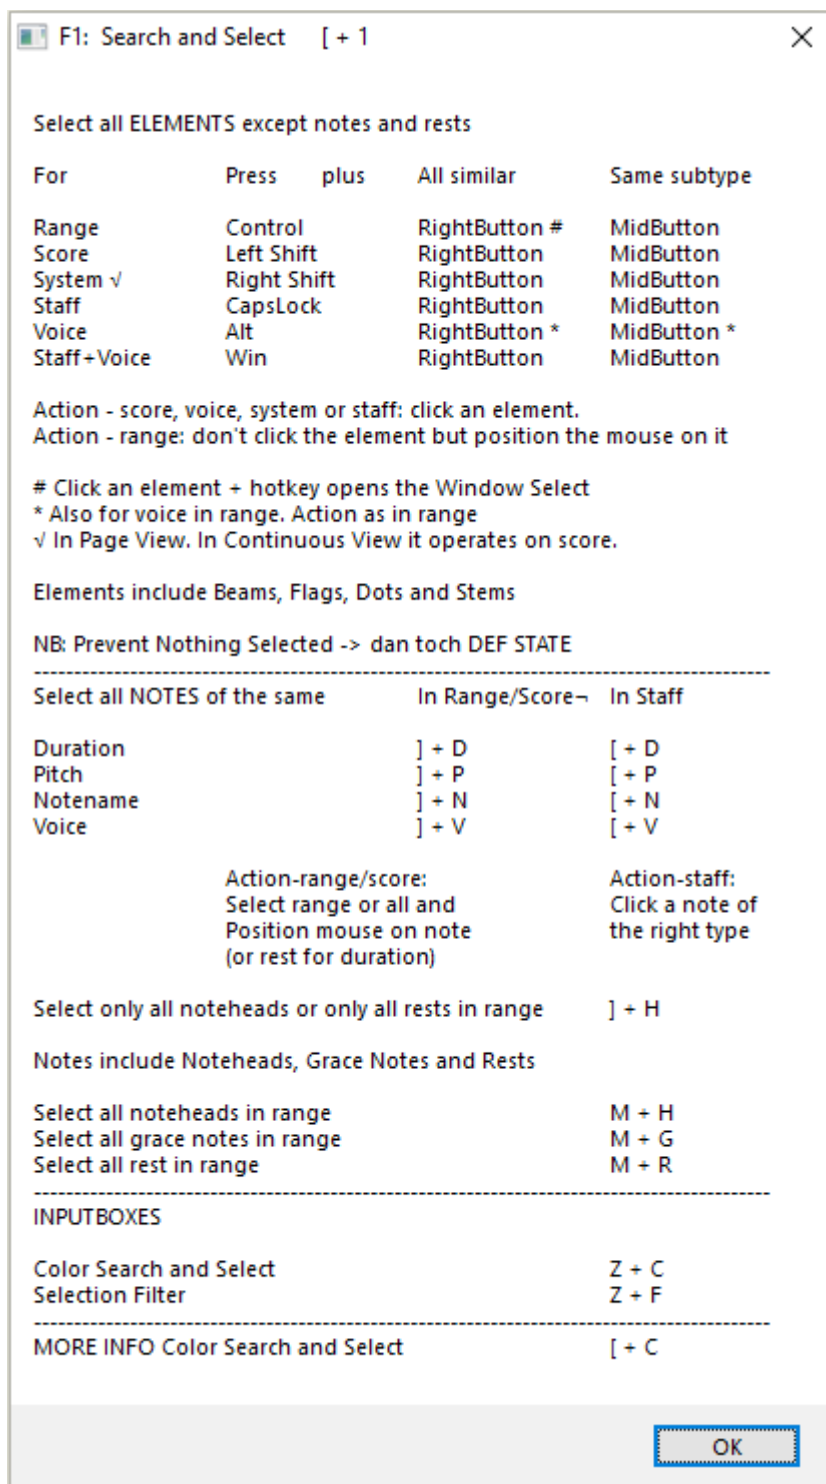 F1:  Search and Select     [ + 1
Select all ELEMENTS except notes and rests
For Press plus All similar Same subtype
Range Control RightButton # MidButton
Score Left Shift RightButton MidButton
System √ Right Shift RightButton MidButton
Staff CapsLock RightButton MidButton
Voice Alt RightButton * MidButton *
Staff+Voice Win RightButton MidButton
Action - score, voice, system or staff: click an element.
Action - range: don't click the element but position the mouse on it
# Click an element + hotkey opens the Window Select
* Also for voice in range. Action as in range
√ In Page View. In Continuous View it operates on score.
Elements include Beams, Flags, Dots and Stems
NB: Prevent Nothing Selected -> dan toch DEF STATE
--------------------------------------------------------------------------------------------
Select all NOTES of the same In Range/Score¬ In Staff
Duration ] + D [ + D
Pitch ] + P [ + P
Notename ] + N [ + N
Voice ] + V [ + V
Action-range/score: Action-staff:
Select range or all and Click a note of
Position mouse on note the right type
(or rest for duration)
Select only all noteheads or only all rests in range ] + H
Notes include Noteheads, Grace Notes and Rests
Select all noteheads in range M + H
Select all grace notes in range M + G
Select all rest in range M + R
--------------------------------------------------------------------------------------------
INPUTBOXES
Color Search and Select Z + C
Selection Filter Z + F
--------------------------------------------------------------------------------------------
MORE INFO Color Search and Select [ + C
OK